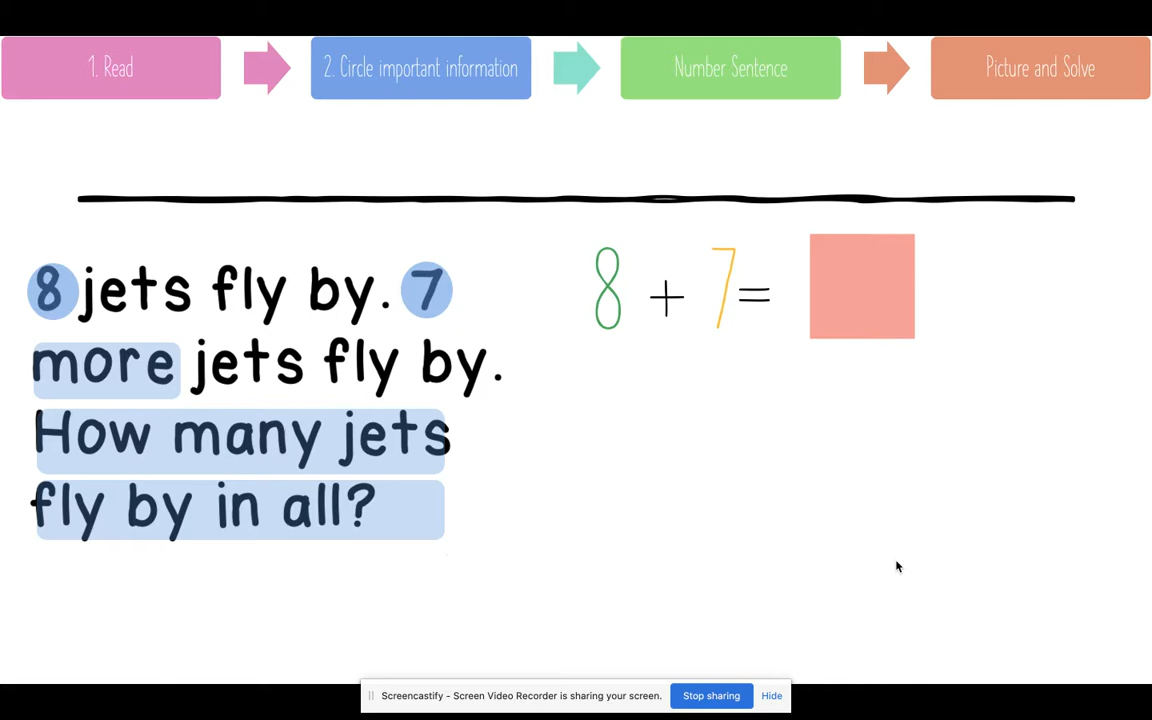 1. Read
2. Circle important information
Number Sentence
Picture and Solve
8 jets fly by. 7
more jets fly by.
How many jets
fly by in all?
8 + 7 =
Screencastify - Screen Video Recorder is sharing your screen.
Stop sharing
Hide